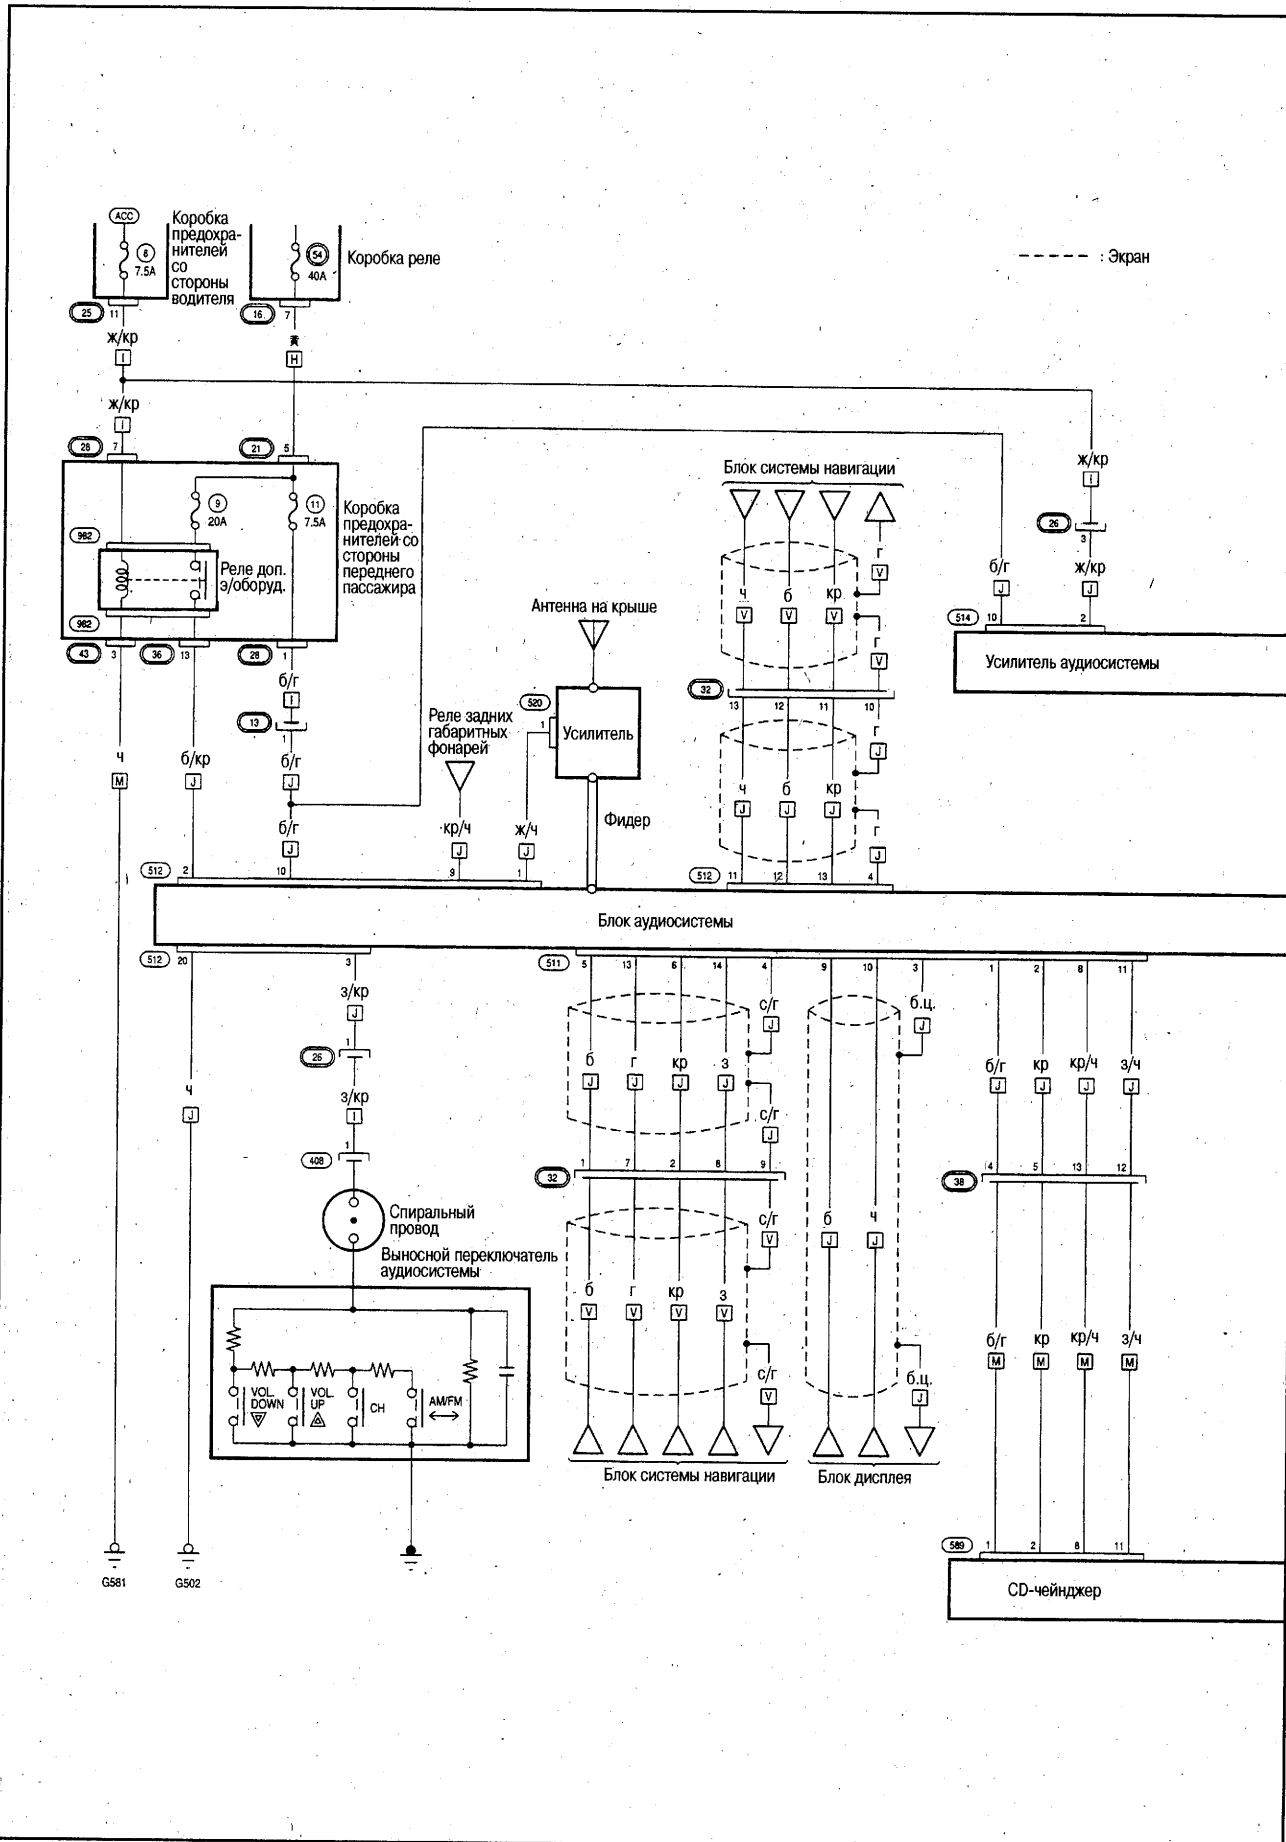 ACC
8
7.5A
Коробка
предохра-
нителей
со
стороны
водителя
54
40A
Коробка реле
: Экран
25
11
16
7
ж/кр
I
H
ж/кр
I
28
7
21
5
9
20A
11
7.5A
Коробка
предохра-
нителей со
стороны
переднего
пассажира
982
Реле доп.
э/оборуд.
982
43
3
36
13
28
1
б/г
I
13
1
б/г
J
б/г
J
ч
M
б/кр
J
Реле задних
габаритных
фонарей
кр/ч
J
Антенна на крыше
520
1
Усилитель
ж/ч
J
Фидер
Блок системы навигации
ч
V
б
V
кр
V
г
V
г
V
32
13
12
11
10
г
J
ч
J
б
J
кр
J
г
J
ж/кр
I
26
3
б/г
J
ж/кр
J
514
10
2
Усилитель аудиосистемы
512
2
10
9
1
512
11
12
13
4
Блок аудиосистемы
512
20
3
511
5
13
6
14
4
9
10
3
1
2
8
11
з/кр
J
1
26
з/кр
I
1
408
ч
J
Спиральный
провод
Выносной переключатель
аудиосистемы
VOL.
DOWN
VOL.
UP
CH
AM/FM
с/г
J
б
J
г
J
кр
J
з
J
с/г
J
32
1
7
2
8
9
с/г
V
б
V
г
V
кр
V
з
V
с/г
V
Блок системы навигации
б.ц.
J
б
J
ч
J
б.ц.
J
Блок дисплея
б/г
J
кр
J
кр/ч
J
з/ч
J
38
4
5
13
12
б/г
M
кр
M
кр/ч
M
з/ч
M
589
1
2
8
11
CD-чейнджер
G581
G502